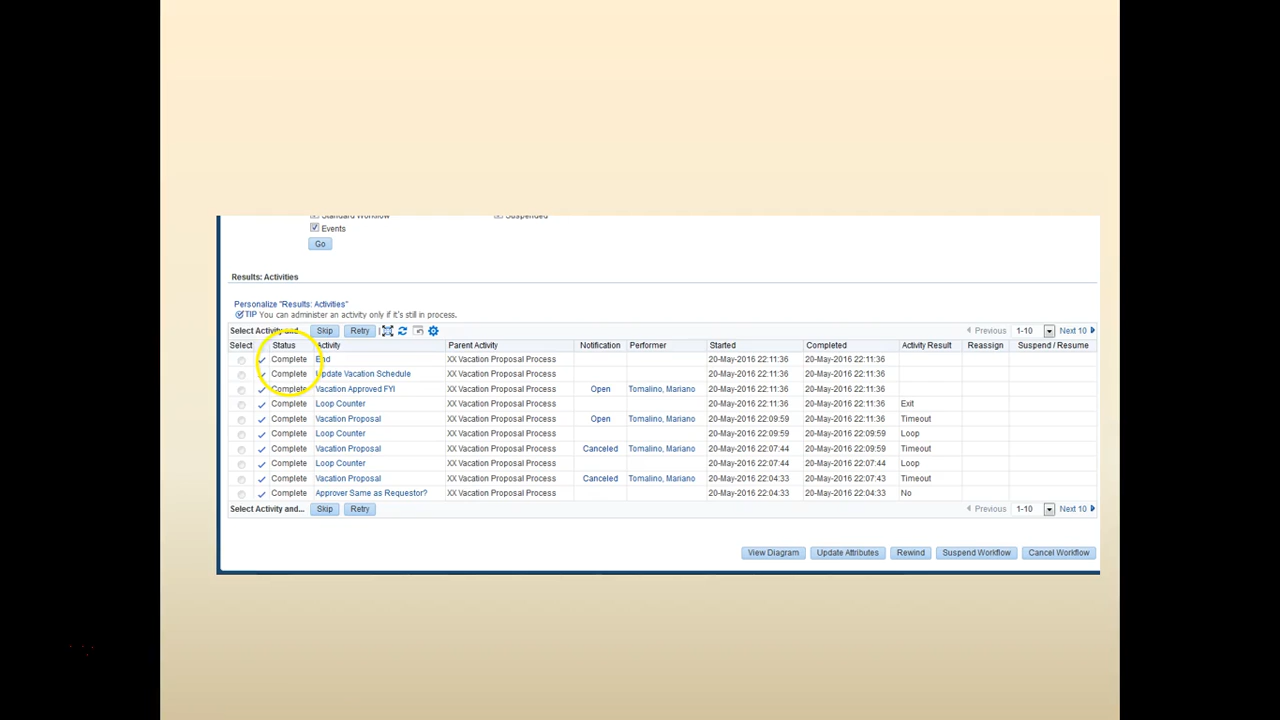 Standard Workflow Suspended
Events
Go
Results: Activities
Personalize "Results: Activities"
TIP You can administer an activity only if it's still in process.
Select Activity and... Skip Retry Previous 1-10 Next 10
Select Status Activity Parent Activity Notification Performer Started Completed Activity Result Reassign Suspend / Resume
Complete End XX Vacation Proposal Process 20-May-2016 22:11:36 20-May-2016 22:11:36
Complete Update Vacation Schedule XX Vacation Proposal Process 20-May-2016 22:11:36 20-May-2016 22:11:36
Complete Vacation Approved FYI XX Vacation Proposal Process Open Tomalino, Mariano 20-May-2016 22:11:36 20-May-2016 22:11:36
Complete Loop Counter XX Vacation Proposal Process 20-May-2016 22:11:36 20-May-2016 22:11:36 Exit
Complete Vacation Proposal XX Vacation Proposal Process Open Tomalino, Mariano 20-May-2016 22:09:59 20-May-2016 22:11:36 Timeout
Complete Loop Counter XX Vacation Proposal Process 20-May-2016 22:09:59 20-May-2016 22:09:59 Loop
Complete Vacation Proposal XX Vacation Proposal Process Canceled Tomalino, Mariano 20-May-2016 22:07:44 20-May-2016 22:09:59 Timeout
Complete Loop Counter XX Vacation Proposal Process 20-May-2016 22:07:44 20-May-2016 22:07:44 Loop
Complete Vacation Proposal XX Vacation Proposal Process Canceled Tomalino, Mariano 20-May-2016 22:04:33 20-May-2016 22:07:43 Timeout
Complete Approver Same as Requestor? XX Vacation Proposal Process 20-May-2016 22:04:33 20-May-2016 22:04:33 No
Select Activity and... Skip Retry Previous 1-10 Next 10
View Diagram Update Attributes Rewind Suspend Workflow Cancel Workflow